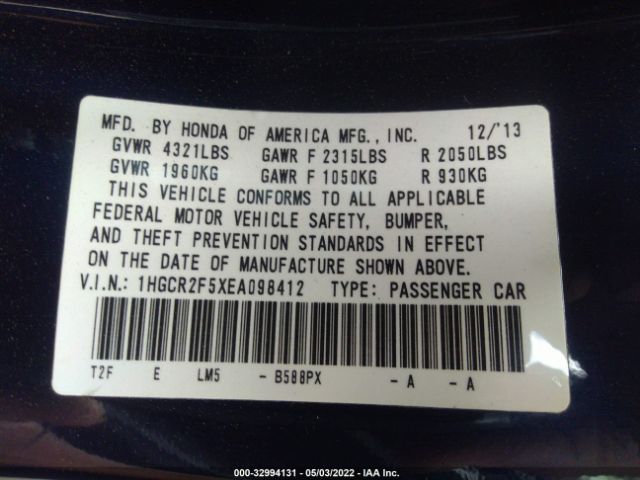 MFD. BY HONDA OF AMERICA MFG., INC. 12/'13
GVWR 4321LBS GAWR F 2315LBS R 2050LBS
GVWR 1960KG GAWR F 1050KG R 930KG
THIS VEHICLE CONFORMS TO ALL APPLICABLE
FEDERAL MOTOR VEHICLE SAFETY, BUMPER,
AND THEFT PREVENTION STANDARDS IN EFFECT
ON THE DATE OF MANUFACTURE SHOWN ABOVE.
V.I.N.: 1HGCR2F5XEA098412 TYPE: PASSENGER CAR
T2F E LM5 - B588PX - A - A
000-32994131 - 05/03/2022 - IAA Inc.